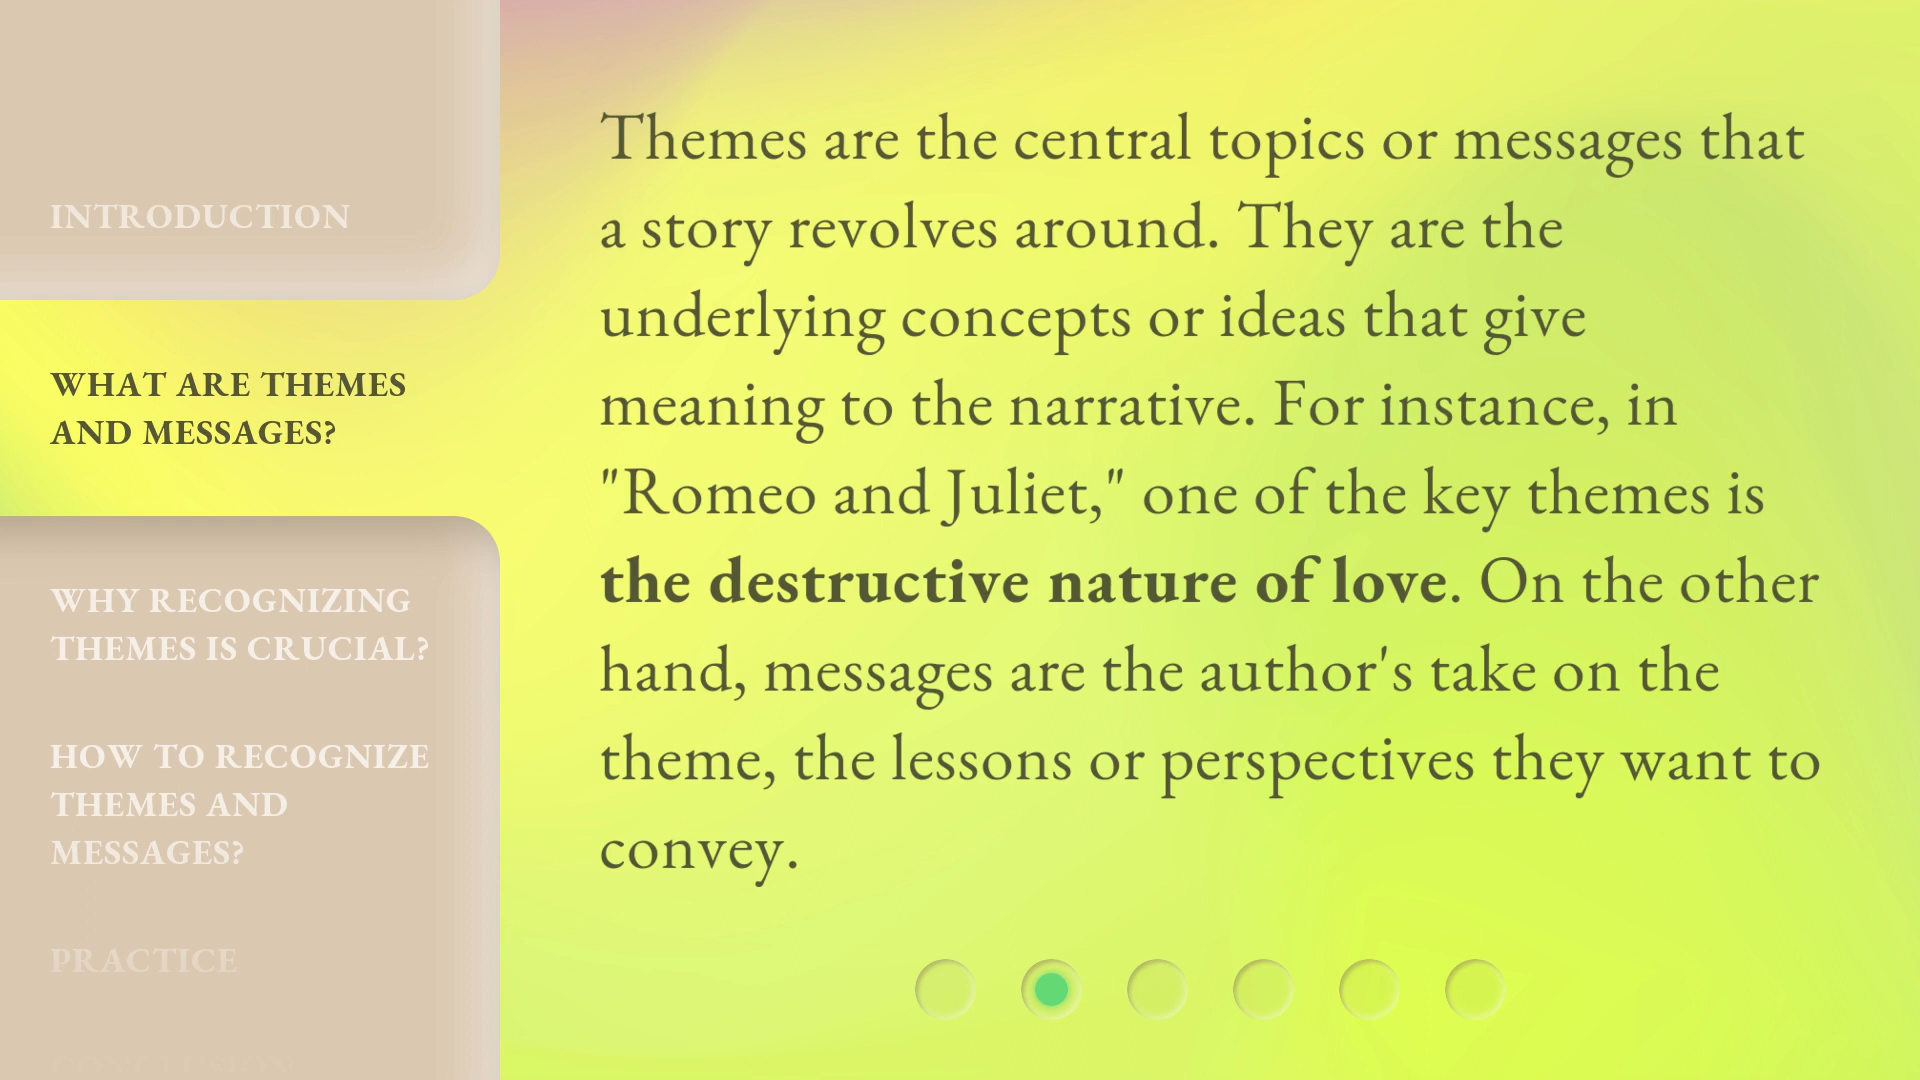 INTRODUCTION
WHAT ARE THEMES
AND MESSAGES?
WHY RECOGNIZING
THEMES IS CRUCIAL?
HOW TO RECOGNIZE
THEMES AND
MESSAGES?
PRACTICE
CONCLUSION
Themes are the central topics or messages that
a story revolves around. They are the
underlying concepts or ideas that give
meaning to the narrative. For instance, in
"Romeo and Juliet," one of the key themes is
the destructive nature of love. On the other
hand, messages are the author's take on the
theme, the lessons or perspectives they want to
convey.